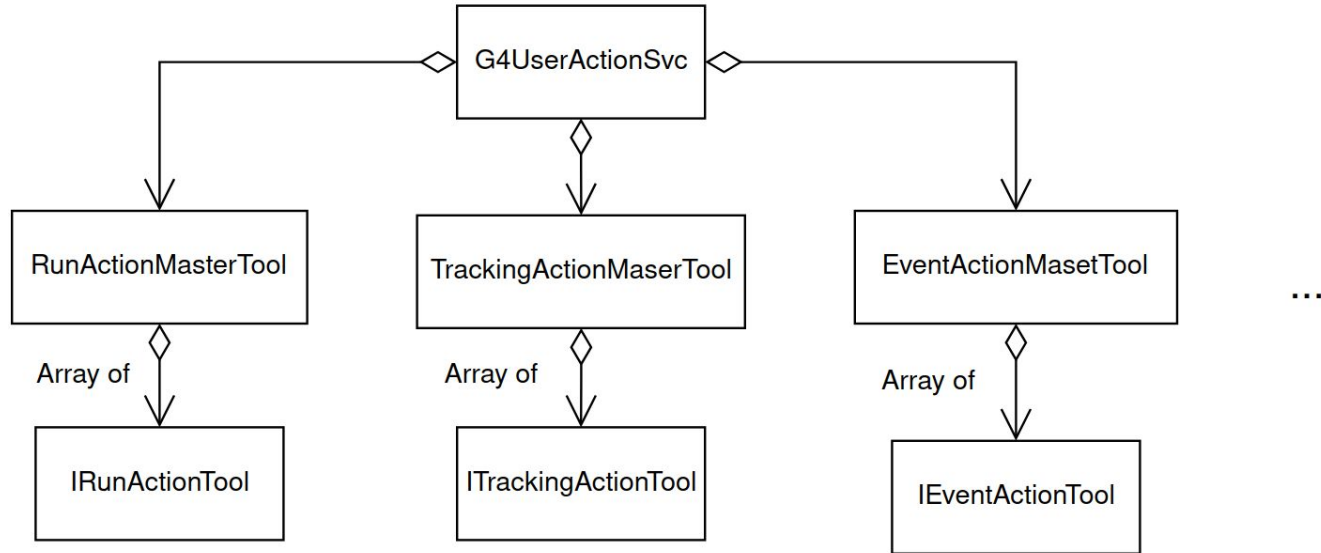 G4UserActionSvc
RunActionMasterTool
TrackingActionMaserTool
EventActionMasetTool
...
Array of
Array of
Array of
IRunActionTool
ITrackingActionTool
IEventActionTool